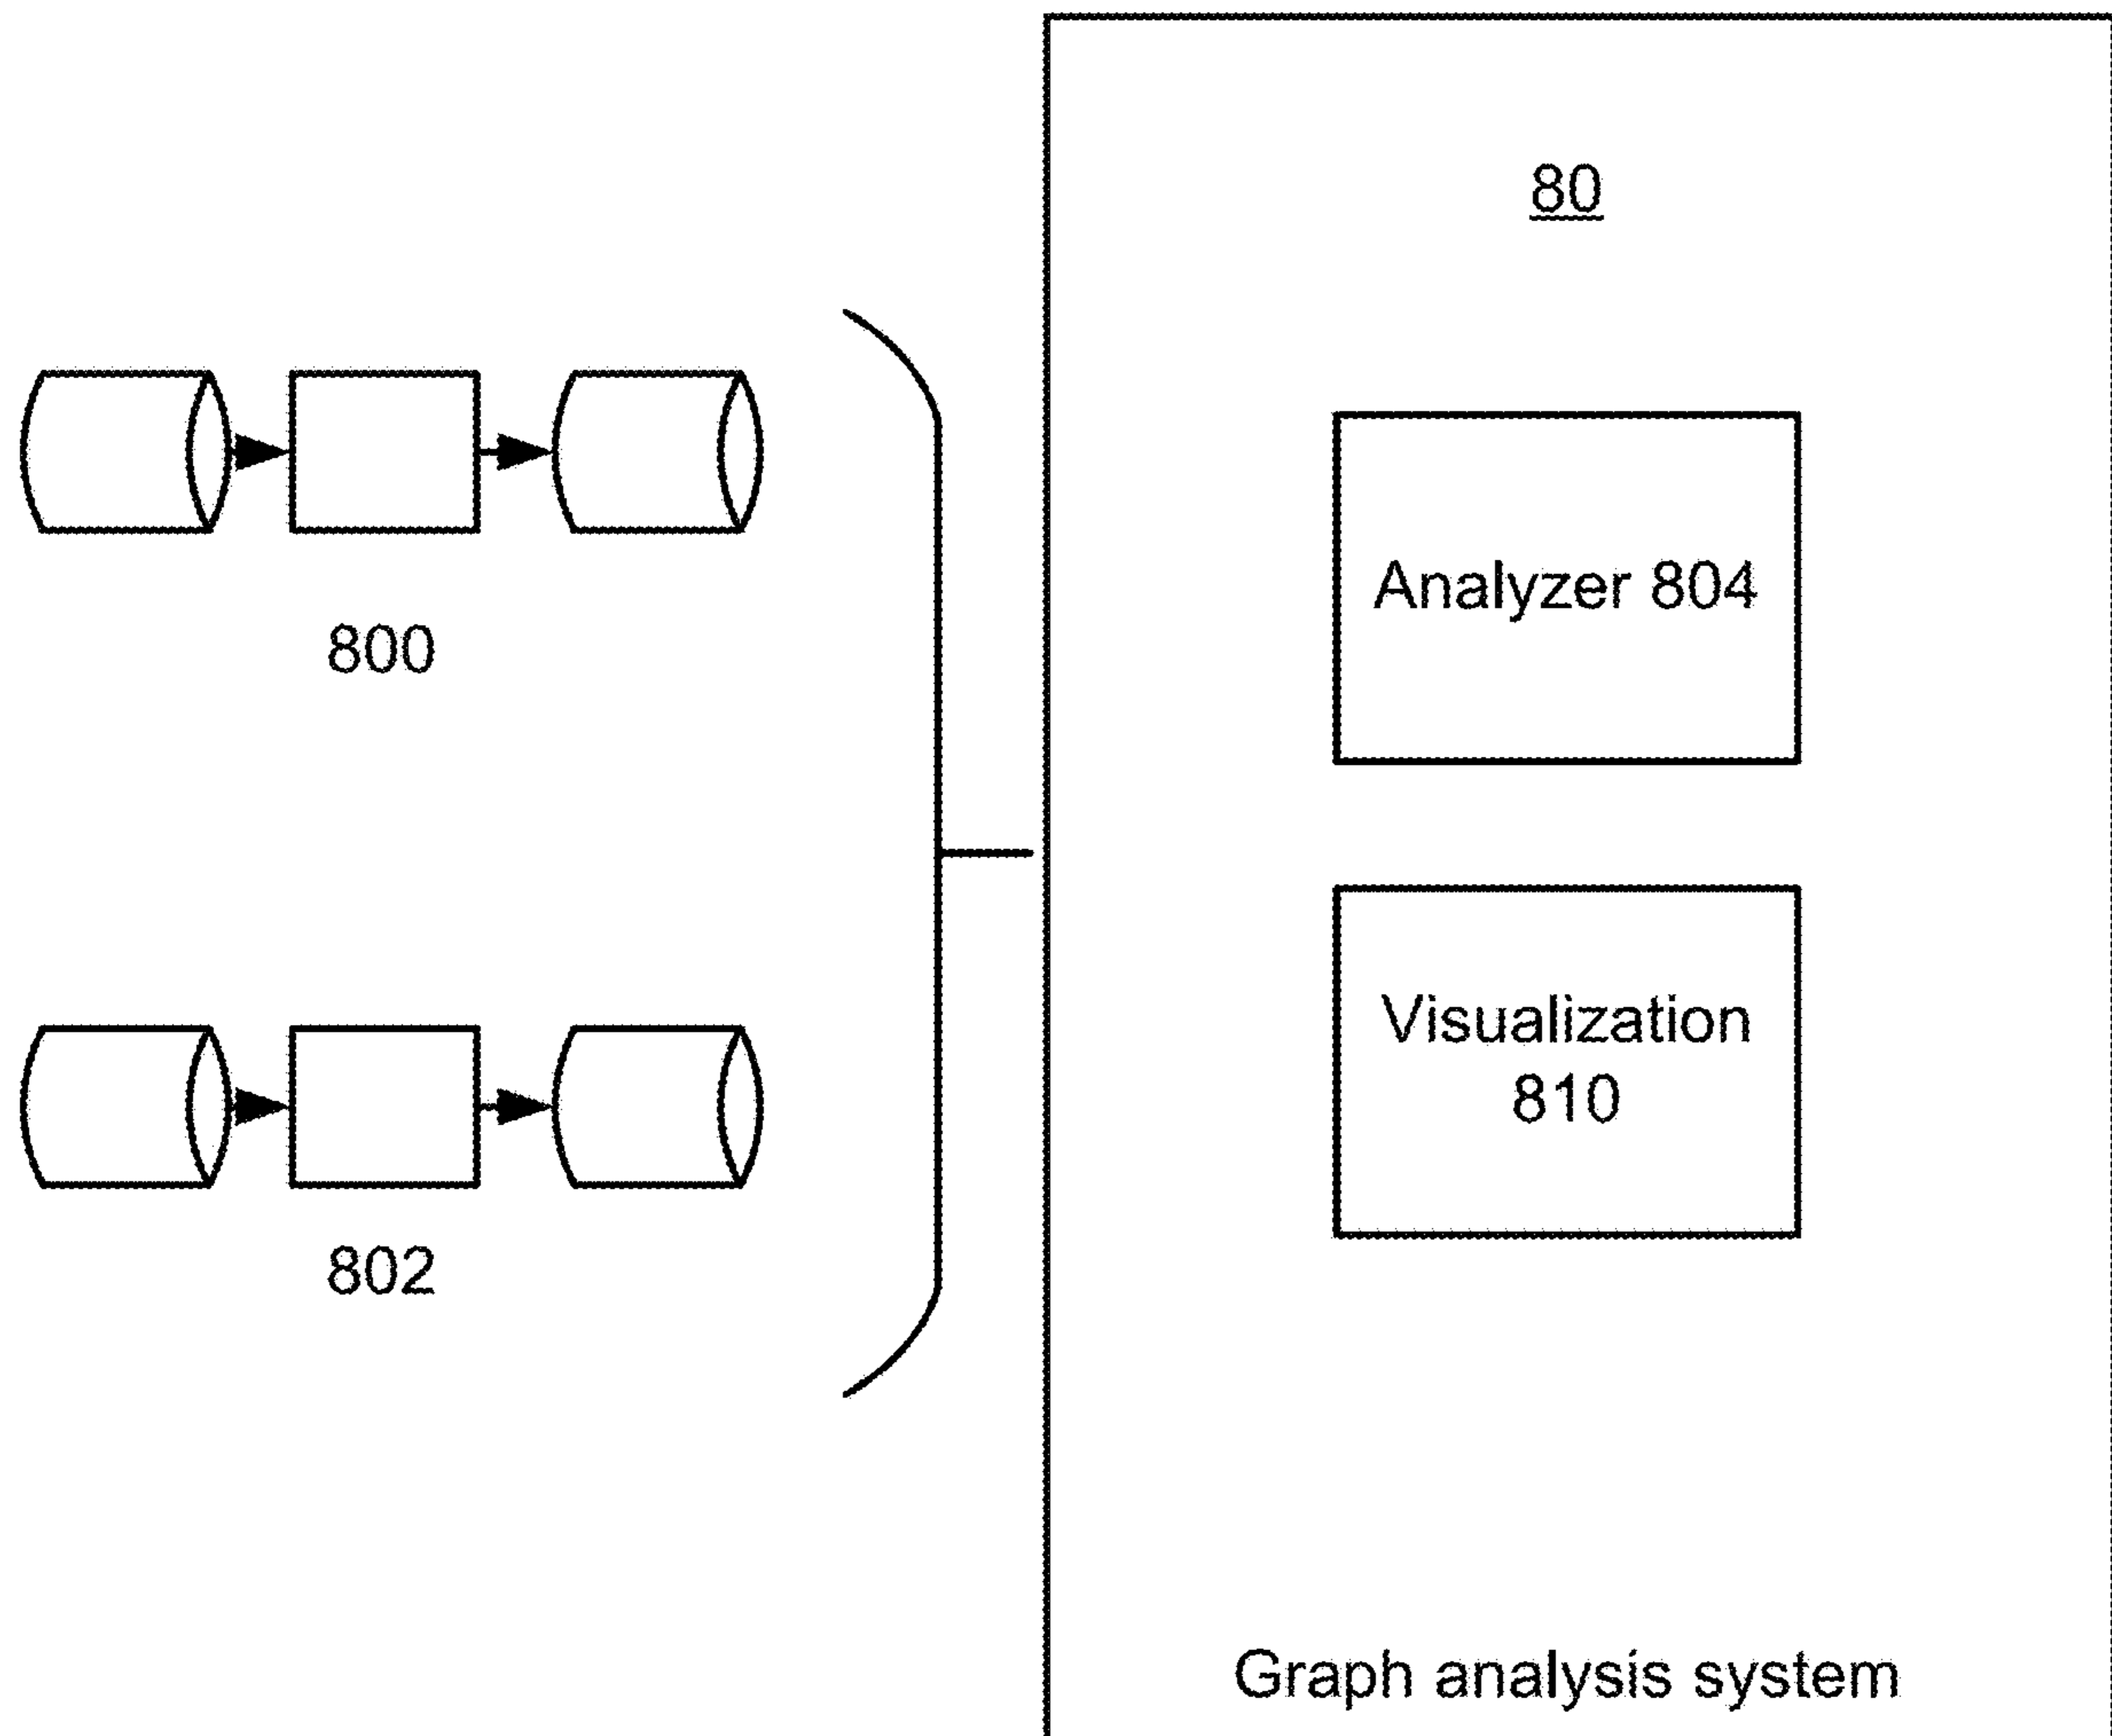 80
800
Analyzer 804
Visualization
810
802
Graph analysis system